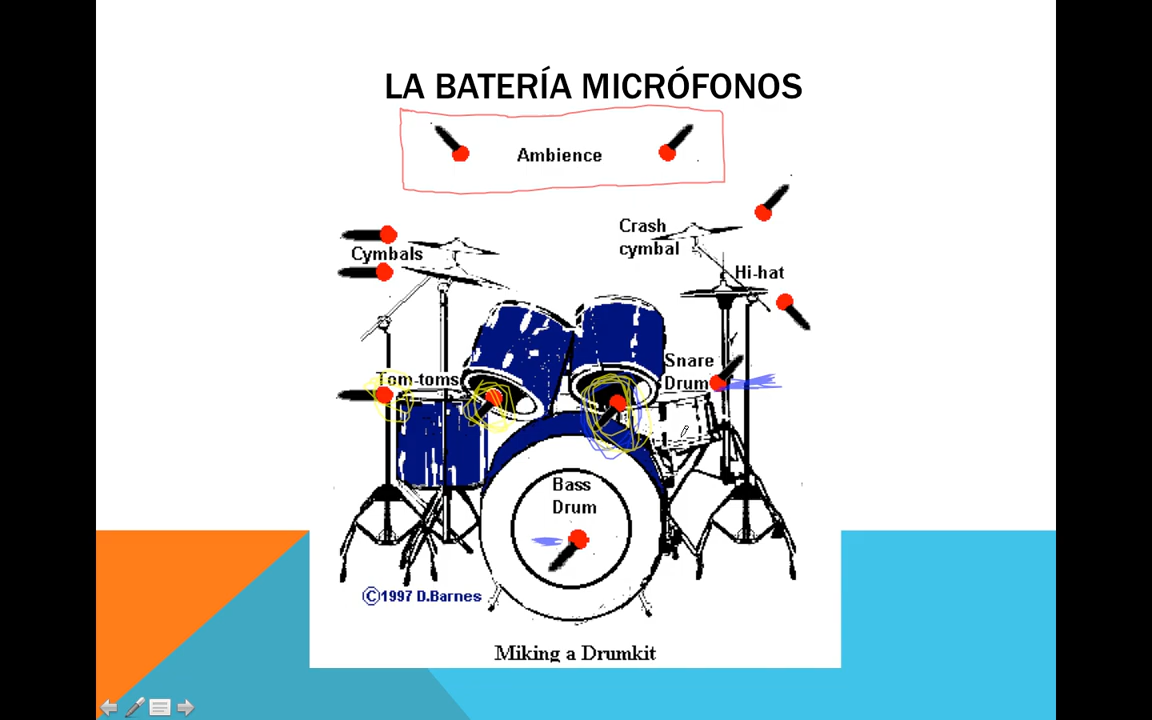 LA BATERÍA MICRÓFONOS
Ambience
Crash
cymbal
Cymbals
Hi-hat
Snare
Drum
Tom-toms
Bass
Drum
©1997 D.Barnes
Miking a Drumkit